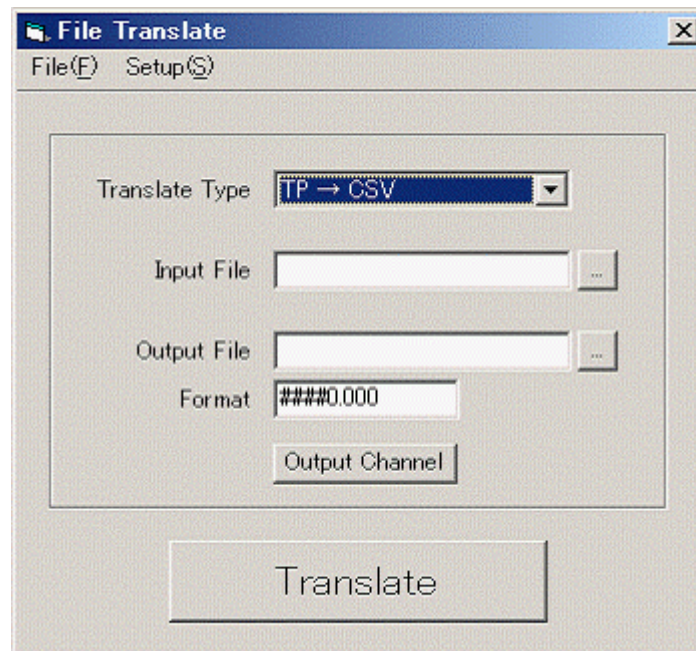 File Translate
File(F) Setup(S)
Translate Type TP → CSV
Input File ...
Output File ...
Format ####0.000
Output Channel
Translate